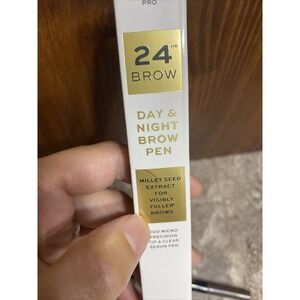 PRO
24HR
BROW
DAY &
NIGHT
BROW
PEN
MILLET SEED
EXTRACT
FOR
VISIBLY
FULLER*
BROWS
DUO MICRO
PRECISION
TIP & CLEAR
SERUM PEN